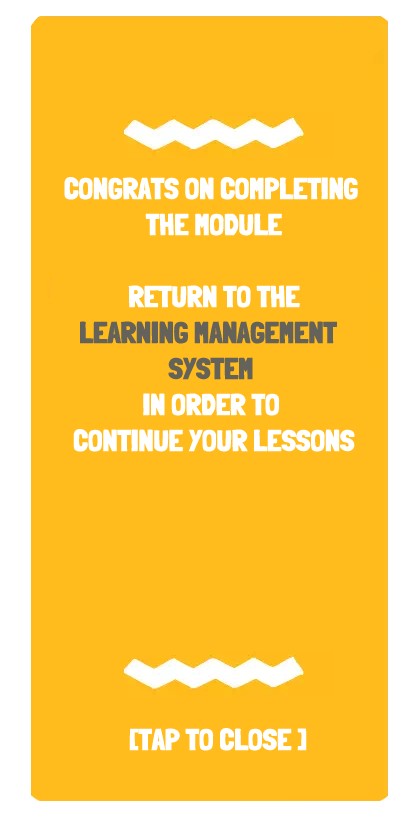 CONGRATS ON COMPLETING
THE MODULE
RETURN TO THE
LEARNING MANAGEMENT
SYSTEM
IN ORDER TO
CONTINUE YOUR LESSONS
[TAP TO CLOSE ]